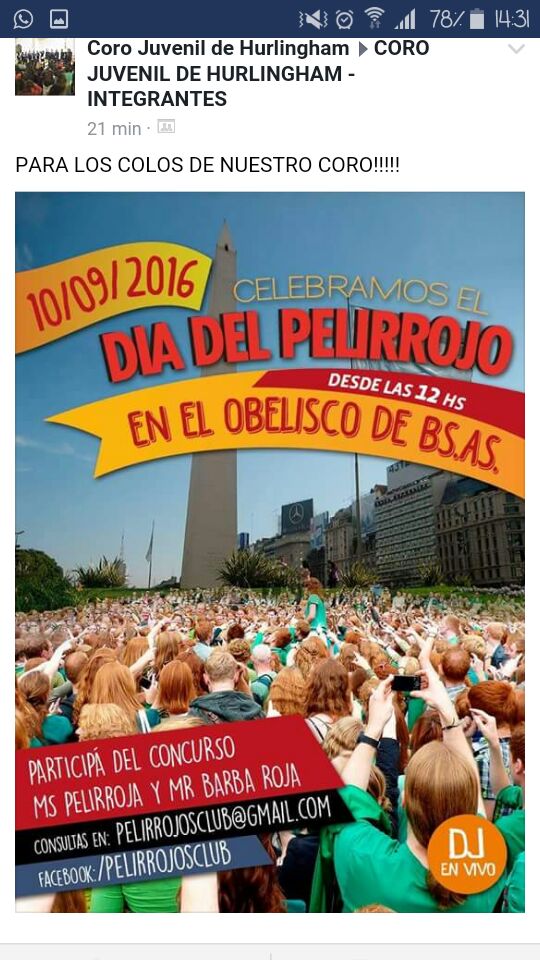 78% 14:31
Coro Juvenil de Hurlingham ▸ CORO
JUVENIL DE HURLINGHAM -
INTEGRANTES
21 min ·
PARA LOS COLOS DE NUESTRO CORO!!!!!
10/09/2016
CELEBRAMOS EL
DIA DEL PELIRROJO
DESDE LAS 12 HS
EN EL OBELISCO DE BS.AS.
PARTICIPÁ DEL CONCURSO
MS PELIRROJA Y MR BARBA ROJA
CONSULTAS EN: PELIRROJOSCLUB@GMAIL.COM
FACEBOOK: /PELIRROJOSCLUB
DJ
EN VIVO